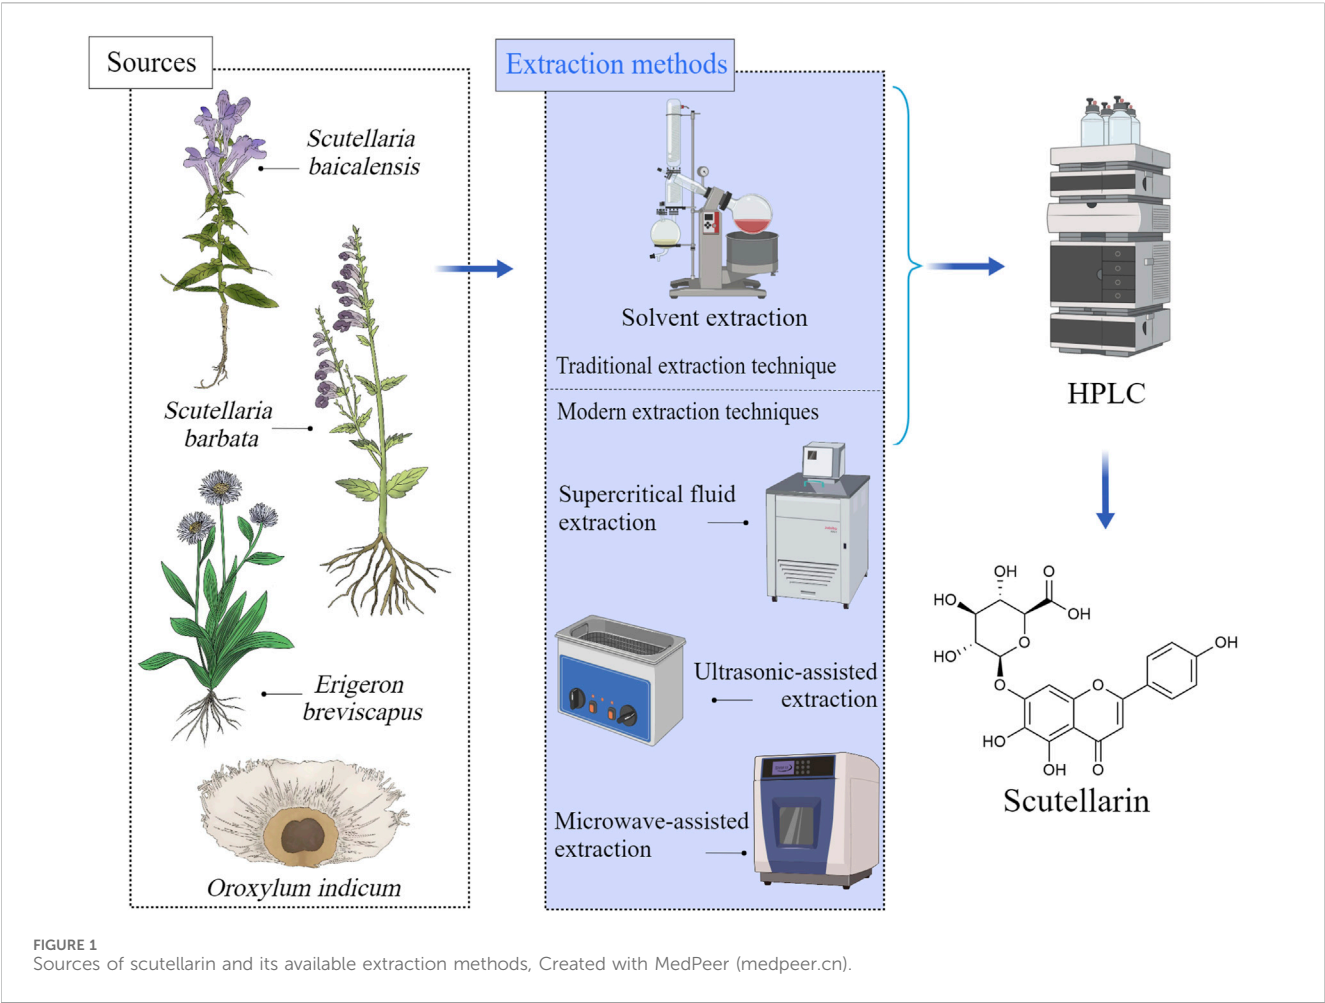 Sources
Scutellaria
baicalensis
Scutellaria
barbata
Erigeron
breviscapus
Oroxylum indicum
Extraction methods
Solvent extraction
Traditional extraction technique
Modern extraction techniques
Supercritical fluid
extraction
Ultrasonic-assisted
extraction
Microwave-assisted
extraction
HPLC
OH
O
HO
OH
O
HO
O
O
OH
HO
OH
O
Scutellarin
FIGURE 1
Sources of scutellarin and its available extraction methods, Created with MedPeer (medpeer.cn).